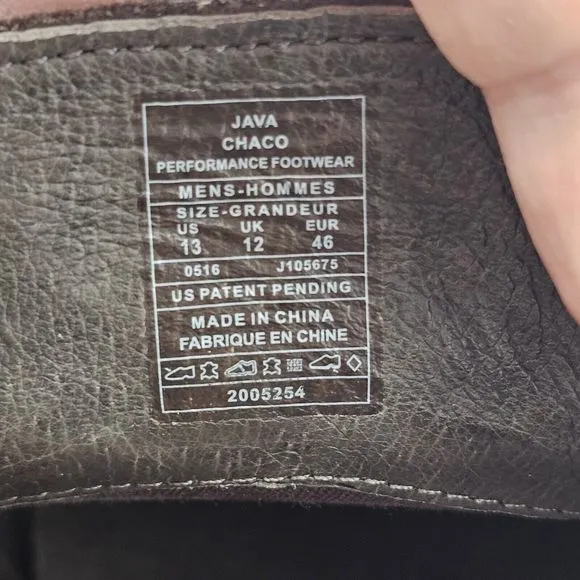 JAVA
CHACO
PERFORMANCE FOOTWEAR
MENS-HOMMES
SIZE-GRANDEUR
US UK EUR
13 12 46
0516 J105675
US PATENT PENDING
MADE IN CHINA
FABRIQUE EN CHINE
2005254